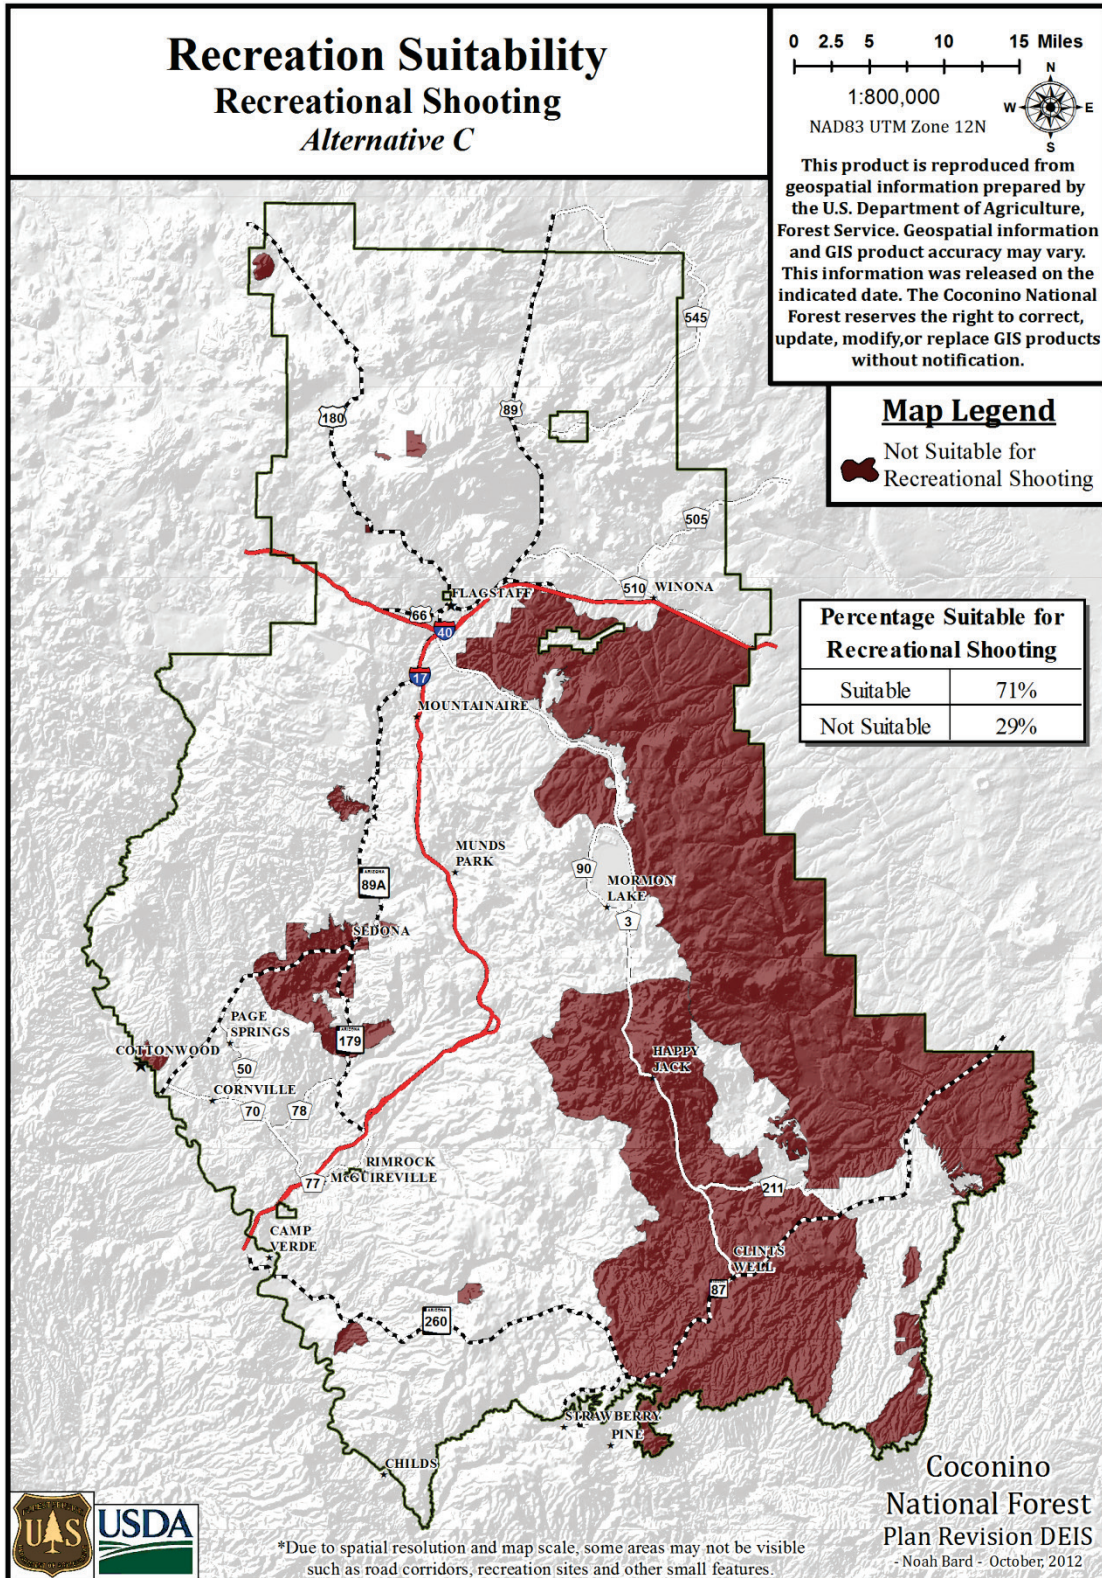 Recreation Suitability
Recreational Shooting
Alternative C
0 2.5 5 10 15 Miles
1:800,000
NAD83 UTM Zone 12N
N
W E
S
This product is reproduced from
geospatial information prepared by
the U.S. Department of Agriculture,
Forest Service. Geospatial information
and GIS product accuracy may vary.
This information was released on the
indicated date. The Coconino National
Forest reserves the right to correct,
update, modify,or replace GIS products
without notification.
Map Legend
Not Suitable for
Recreational Shooting
Percentage Suitable for
Recreational Shooting
Suitable 71%
Not Suitable 29%
545
180
89
505
510
WINONA
FLAGSTAFF
66
40
17
MOUNTAINAIRE
MUNDS
PARK
90
MORMON
LAKE
3
ARIZONA
89A
SEDONA
PAGE
SPRINGS
ARIZONA
179
COTTONWOOD
50
HAPPY
JACK
CORNVILLE
70
78
RIMROCK
McGUIREVILLE
77
211
CAMP
VERDE
CLINTS
WELL
87
ARIZONA
260
STRAWBERRY
PINE
CHILDS
Coconino
National Forest
Plan Revision DEIS
- Noah Bard - October, 2012
U S
USDA
*Due to spatial resolution and map scale, some areas may not be visible
such as road corridors, recreation sites and other small features.